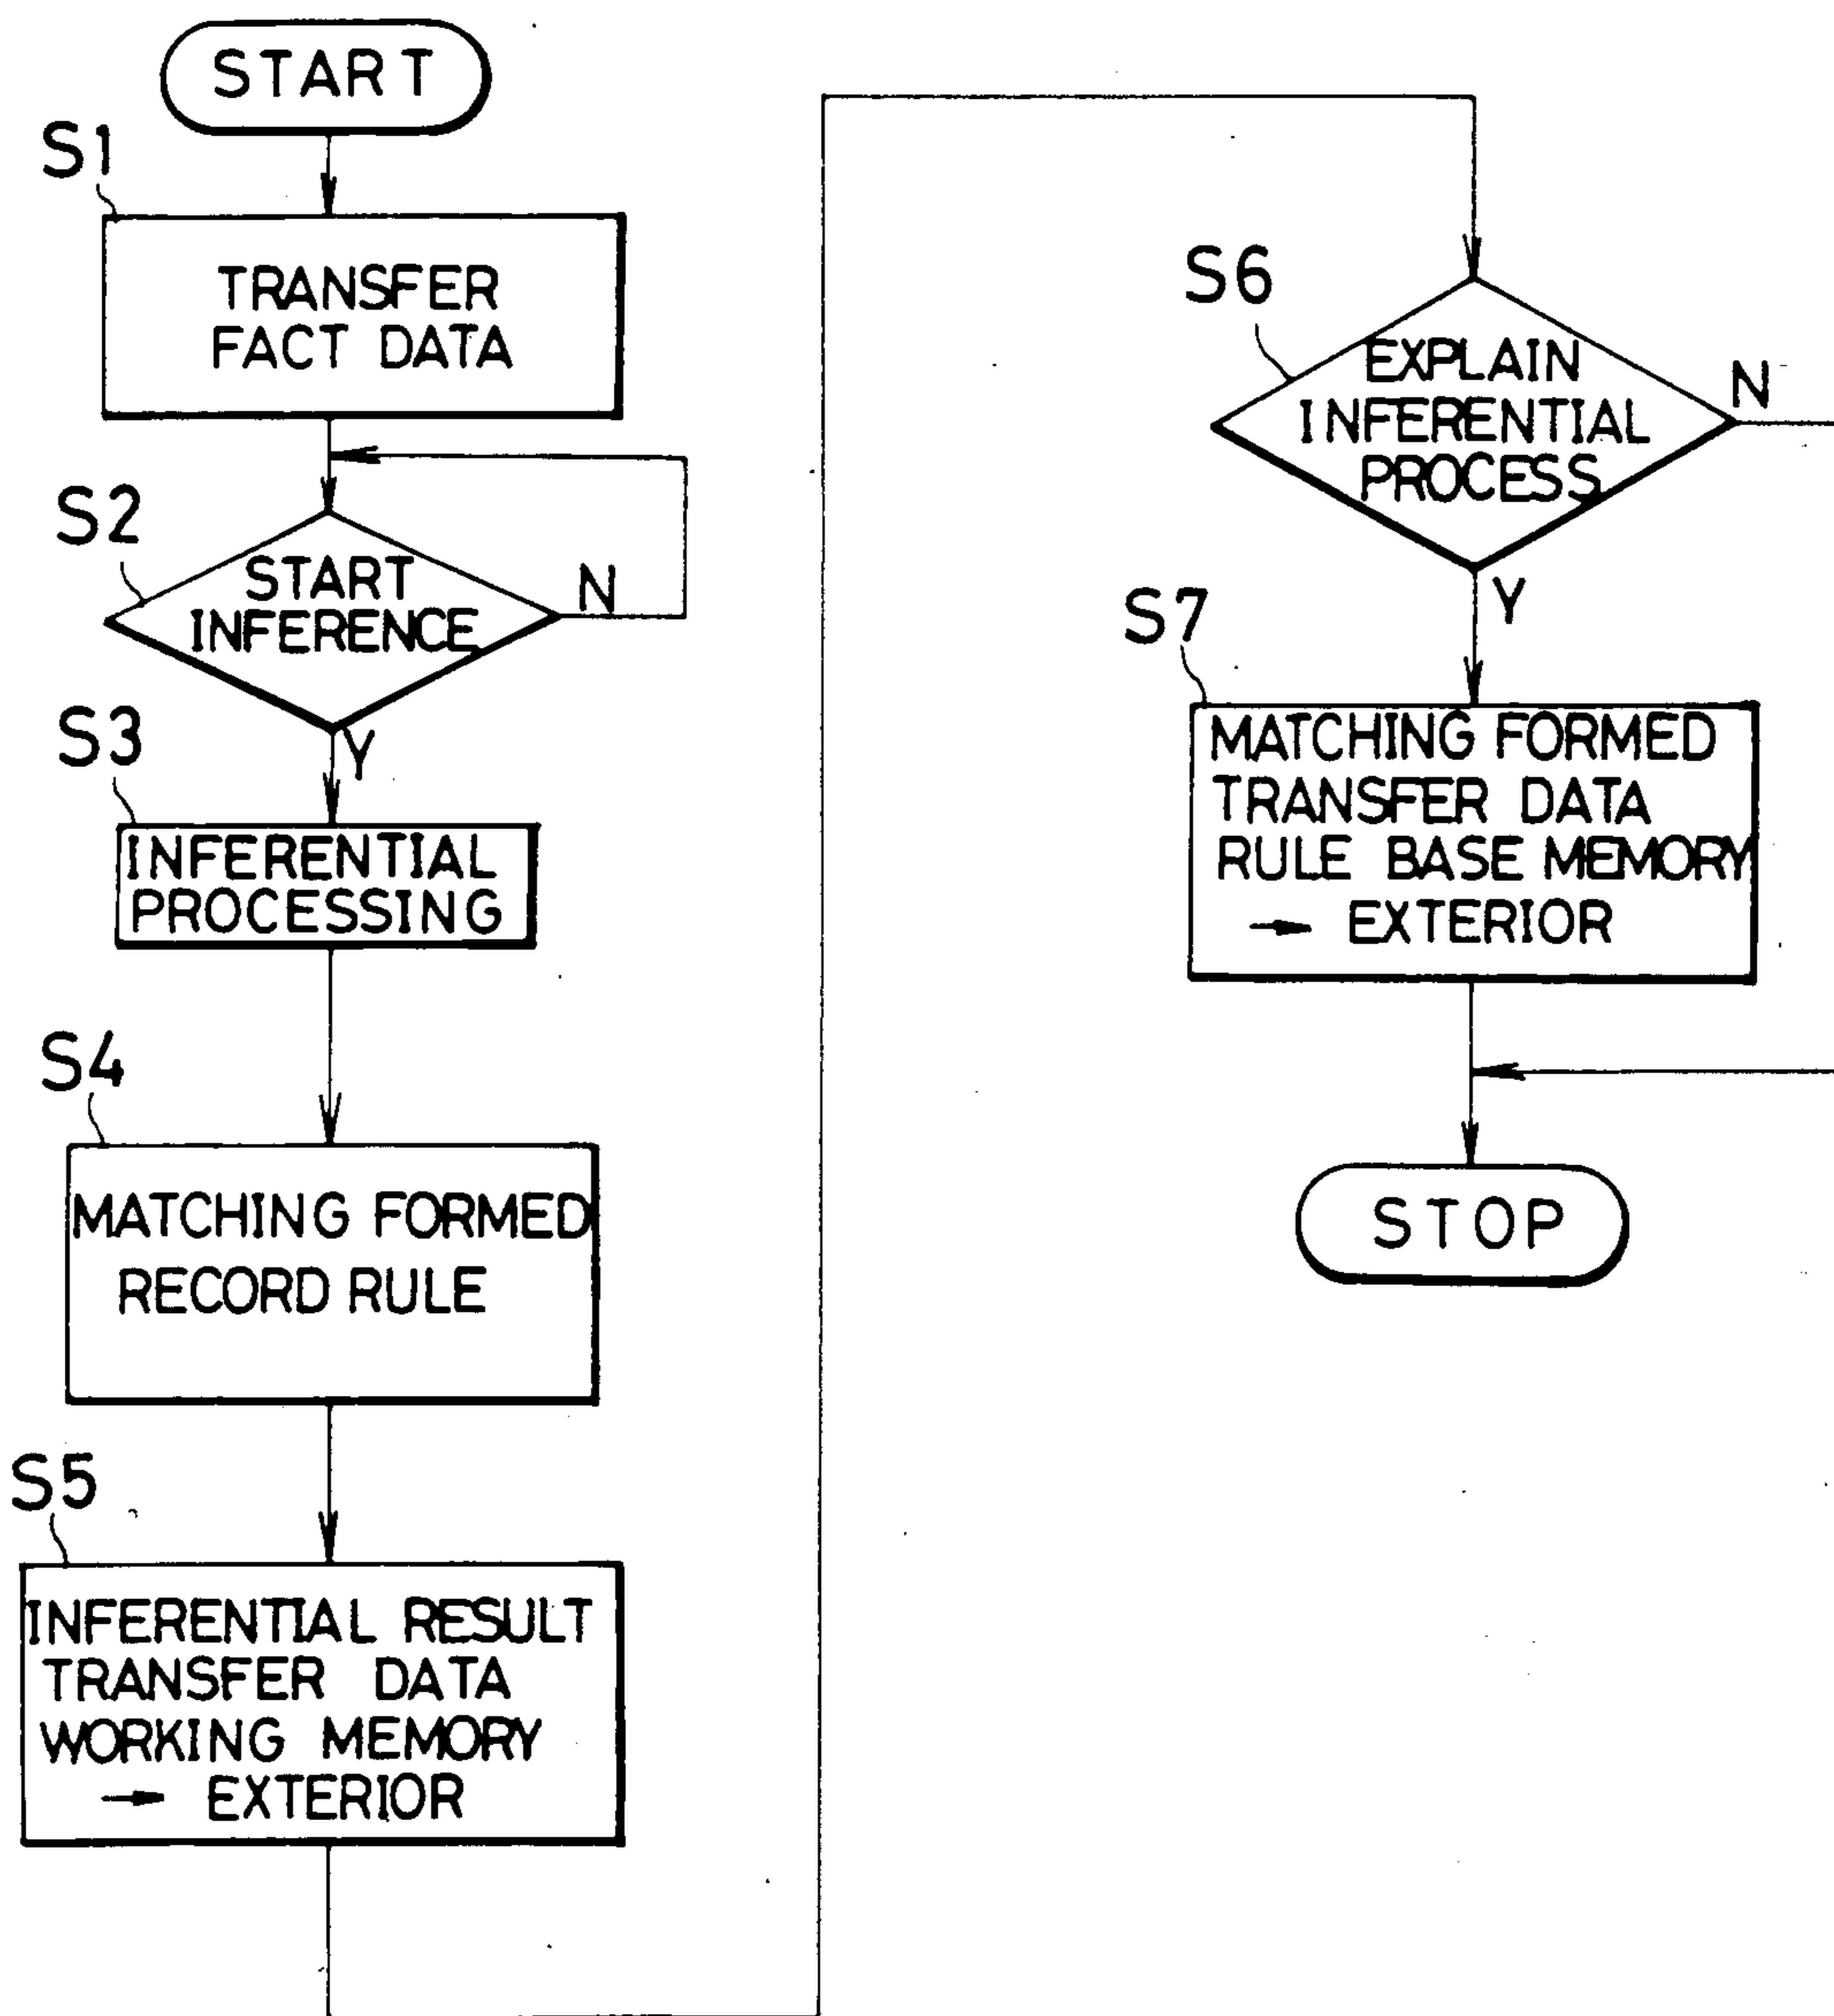 START
S1
TRANSFER
FACT DATA
S2
START
INFERENCE
N
Y
S3
INFERENTIAL
PROCESSING
S4
MATCHING FORMED
RECORD RULE
S5
INFERENTIAL RESULT
TRANSFER DATA
WORKING MEMORY
→ EXTERIOR
S6
EXPLAIN
INFERENTIAL
PROCESS
N
Y
S7
MATCHING FORMED
TRANSFER DATA
RULE BASE MEMORY
→ EXTERIOR
STOP